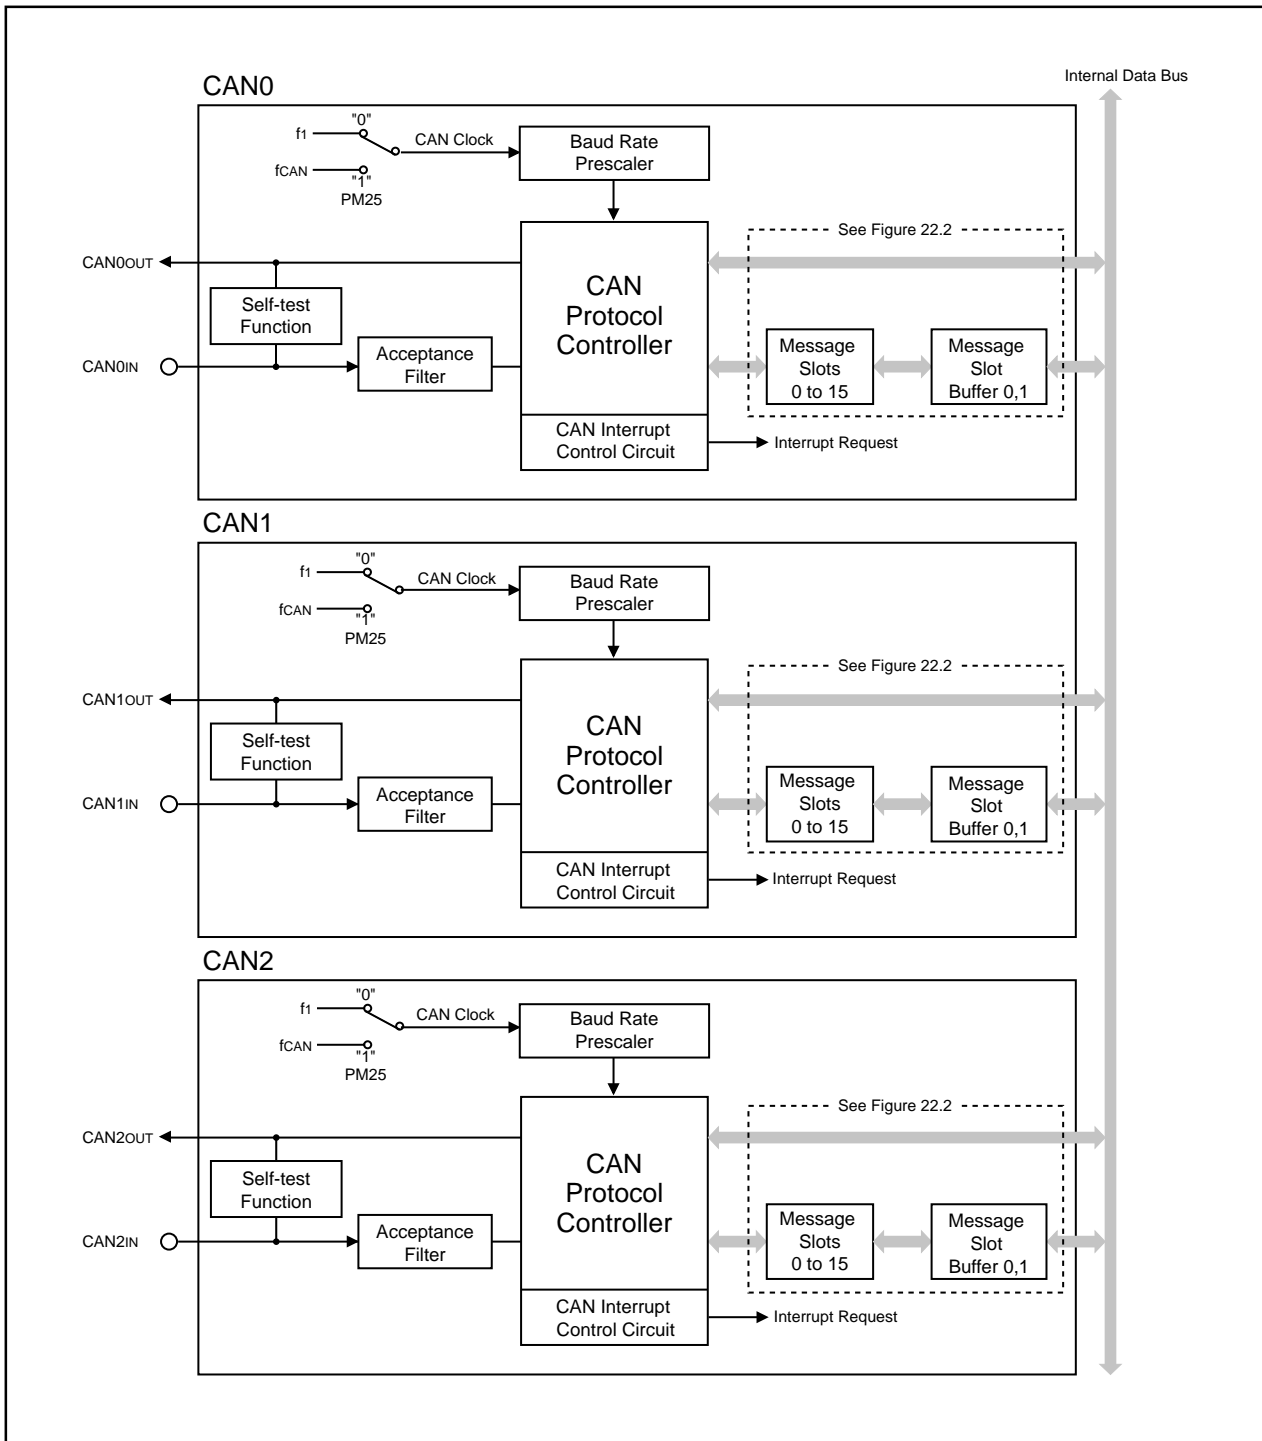 Internal Data Bus
CAN0
"0"
f1
CAN Clock
fCAN
"1"
PM25
Baud Rate
Prescaler
See Figure 22.2
CAN0OUT
Self-test
Function
CAN
Protocol
Controller
CAN0IN
Acceptance
Filter
Message
Slots
0 to 15
Message
Slot
Buffer 0,1
CAN Interrupt
Control Circuit
Interrupt Request
CAN1
"0"
f1
CAN Clock
fCAN
"1"
PM25
Baud Rate
Prescaler
See Figure 22.2
CAN1OUT
Self-test
Function
CAN
Protocol
Controller
CAN1IN
Acceptance
Filter
Message
Slots
0 to 15
Message
Slot
Buffer 0,1
CAN Interrupt
Control Circuit
Interrupt Request
CAN2
"0"
f1
CAN Clock
fCAN
"1"
PM25
Baud Rate
Prescaler
See Figure 22.2
CAN2OUT
Self-test
Function
CAN
Protocol
Controller
CAN2IN
Acceptance
Filter
Message
Slots
0 to 15
Message
Slot
Buffer 0,1
CAN Interrupt
Control Circuit
Interrupt Request